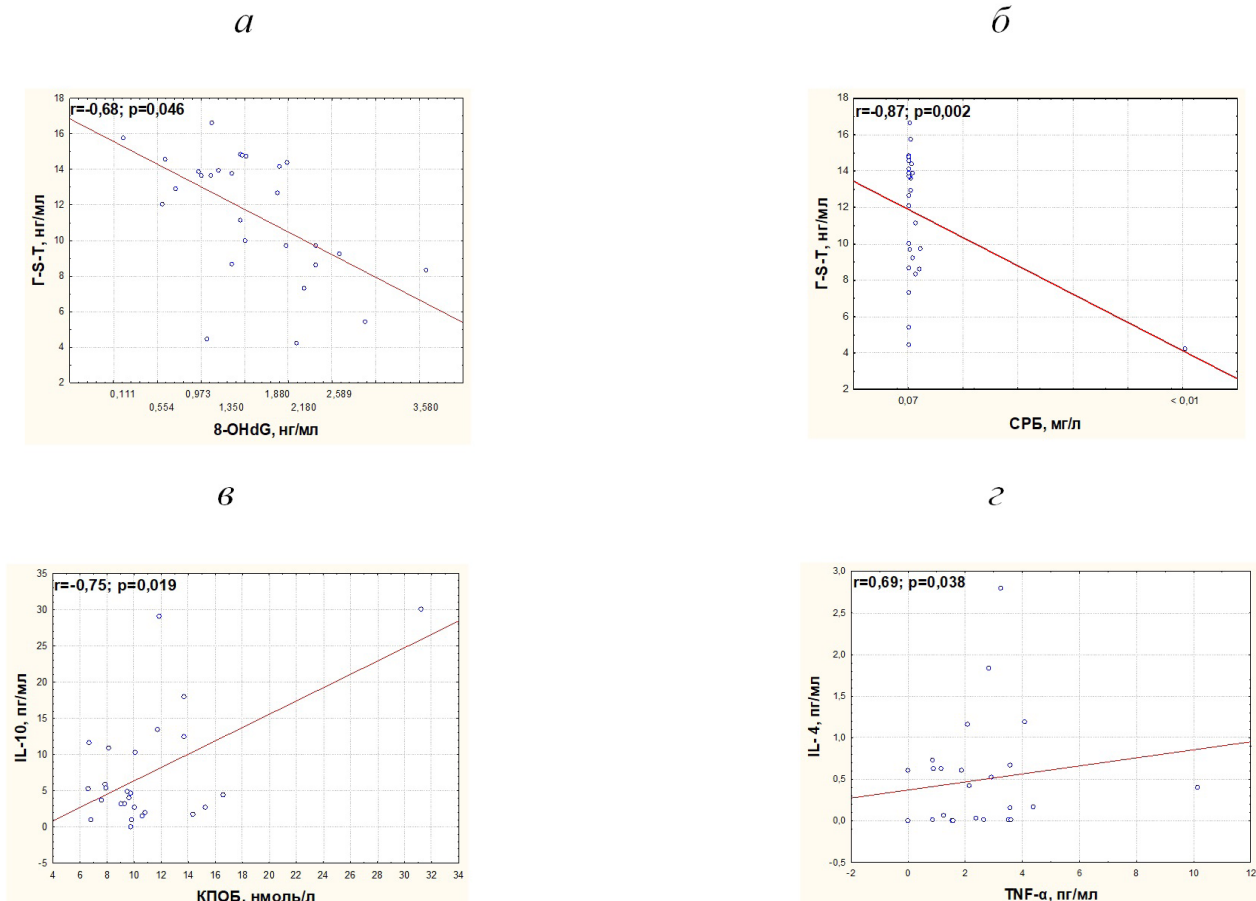 а
б
r=-0,68; p=0,046
18
16
14
12
10
8
6
4
2
Г-S-T, нг/мл
0,111 0,973 1,880 2,589
0,554 1,350 2,180 3,580
8-OHdG, нг/мл
r=-0,87; p=0,002
18
16
14
12
10
8
6
4
2
Г-S-T, нг/мл
0,07 < 0,01
СРБ, мг/л
в
г
r=-0,75; p=0,019
35
30
25
20
15
10
5
0
-5
IL-10, пг/мл
4 6 8 10 12 14 16 18 20 22 24 26 28 30 32 34
КПОБ, нмоль/л
r=0,69; p=0,038
3,0
2,5
2,0
1,5
1,0
0,5
0,0
-0,5
IL- 4, пг/мл
-2 0 2 4 6 8 10 12
TNF-α, пг/мл